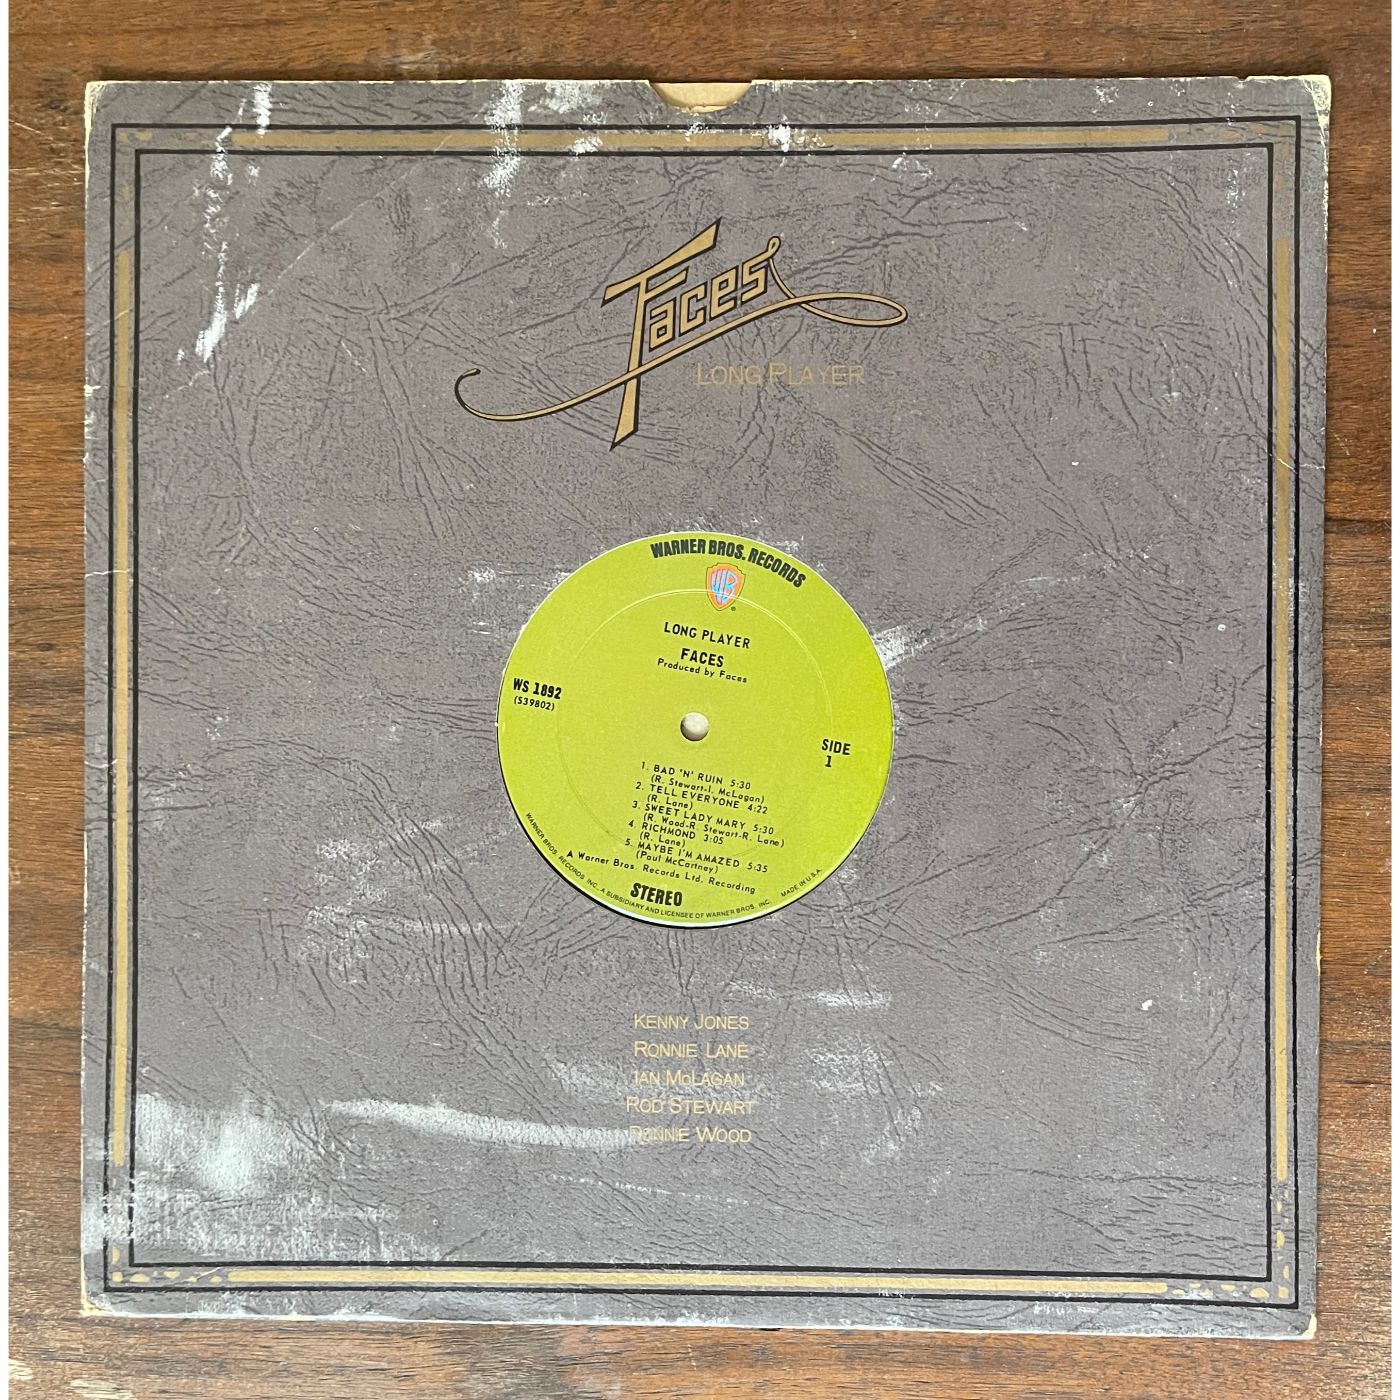 Faces
LONG PLAYER
WARNER BROS. RECORDS
WB
®
LONG PLAYER
FACES
Produced by Faces
WS 1892
(S39802)
SIDE
1
1. BAD 'N' RUIN 5:30
(R. Stewart-I. McLagan)
2. TELL EVERYONE 4:22
(R. Lane)
3. SWEET LADY MARY 5:30
(R. Wood-R. Stewart-R. Lane)
4. RICHMOND 3:05
(R. Lane)
5. MAYBE I'M AMAZED 5:35
(Paul McCartney)
A Warner Bros. Records Ltd. Recording
STEREO
WARNER BROS. RECORDS INC., A SUBSIDIARY AND LICENSEE OF WARNER BROS. INC. MADE IN U.S.A.
KENNY JONES
RONNIE LANE
IAN MCLAGAN
ROD STEWART
RONNIE WOOD